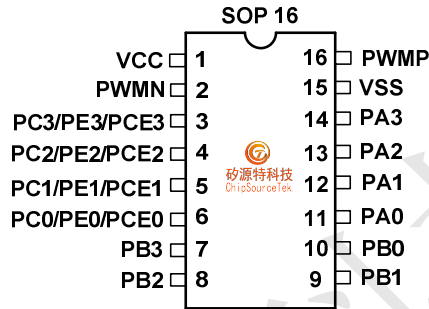 SOP 16
VCC 1 16 PWMP
PWMN 2 15 VSS
PC3/PE3/PCE3 3 14 PA3
PC2/PE2/PCE2 4 13 PA2
PC1/PE1/PCE1 5 12 PA1
PC0/PE0/PCE0 6 11 PA0
PB3 7 10 PB0
PB2 8 9 PB1
矽源特科技
ChipSourceTek